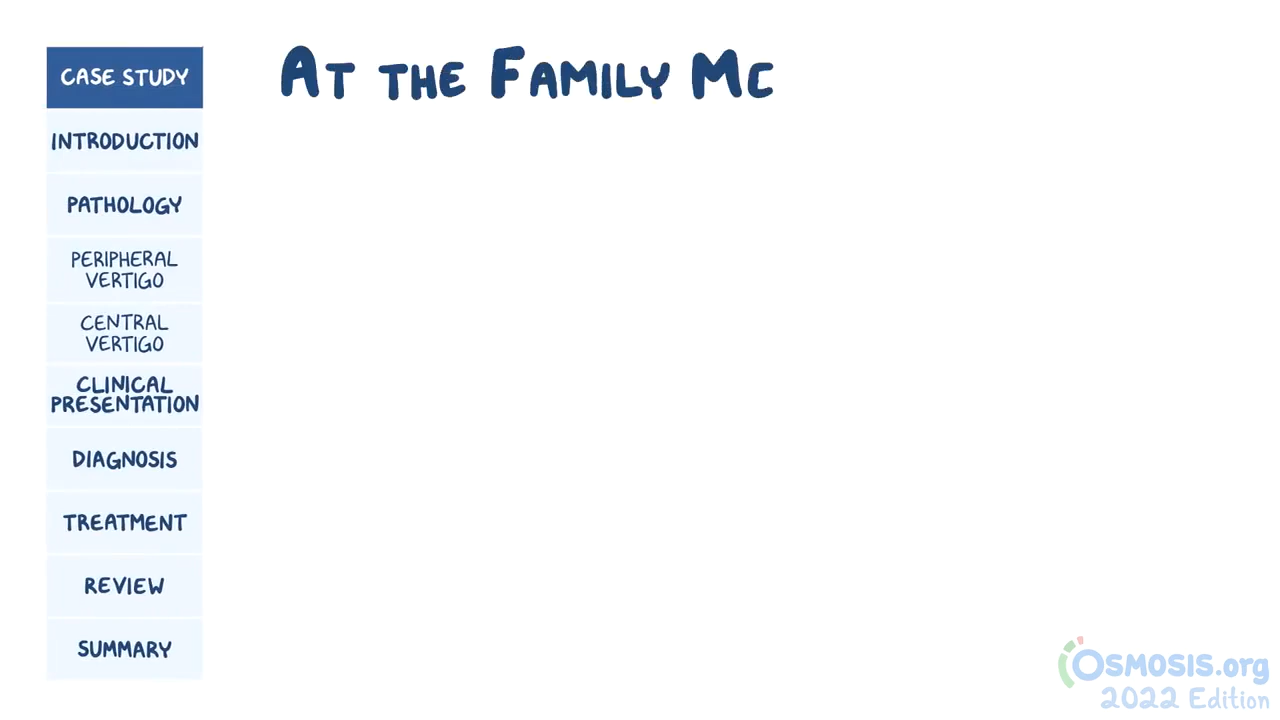 CASE STUDY
INTRODUCTION
PATHOLOGY
PERIPHERAL
VERTIGO
CENTRAL
VERTIGO
CLINICAL
PRESENTATION
DIAGNOSIS
TREATMENT
REVIEW
SUMMARY
AT THE FAMILY MC
OSMOSIS.org
2022 Edition